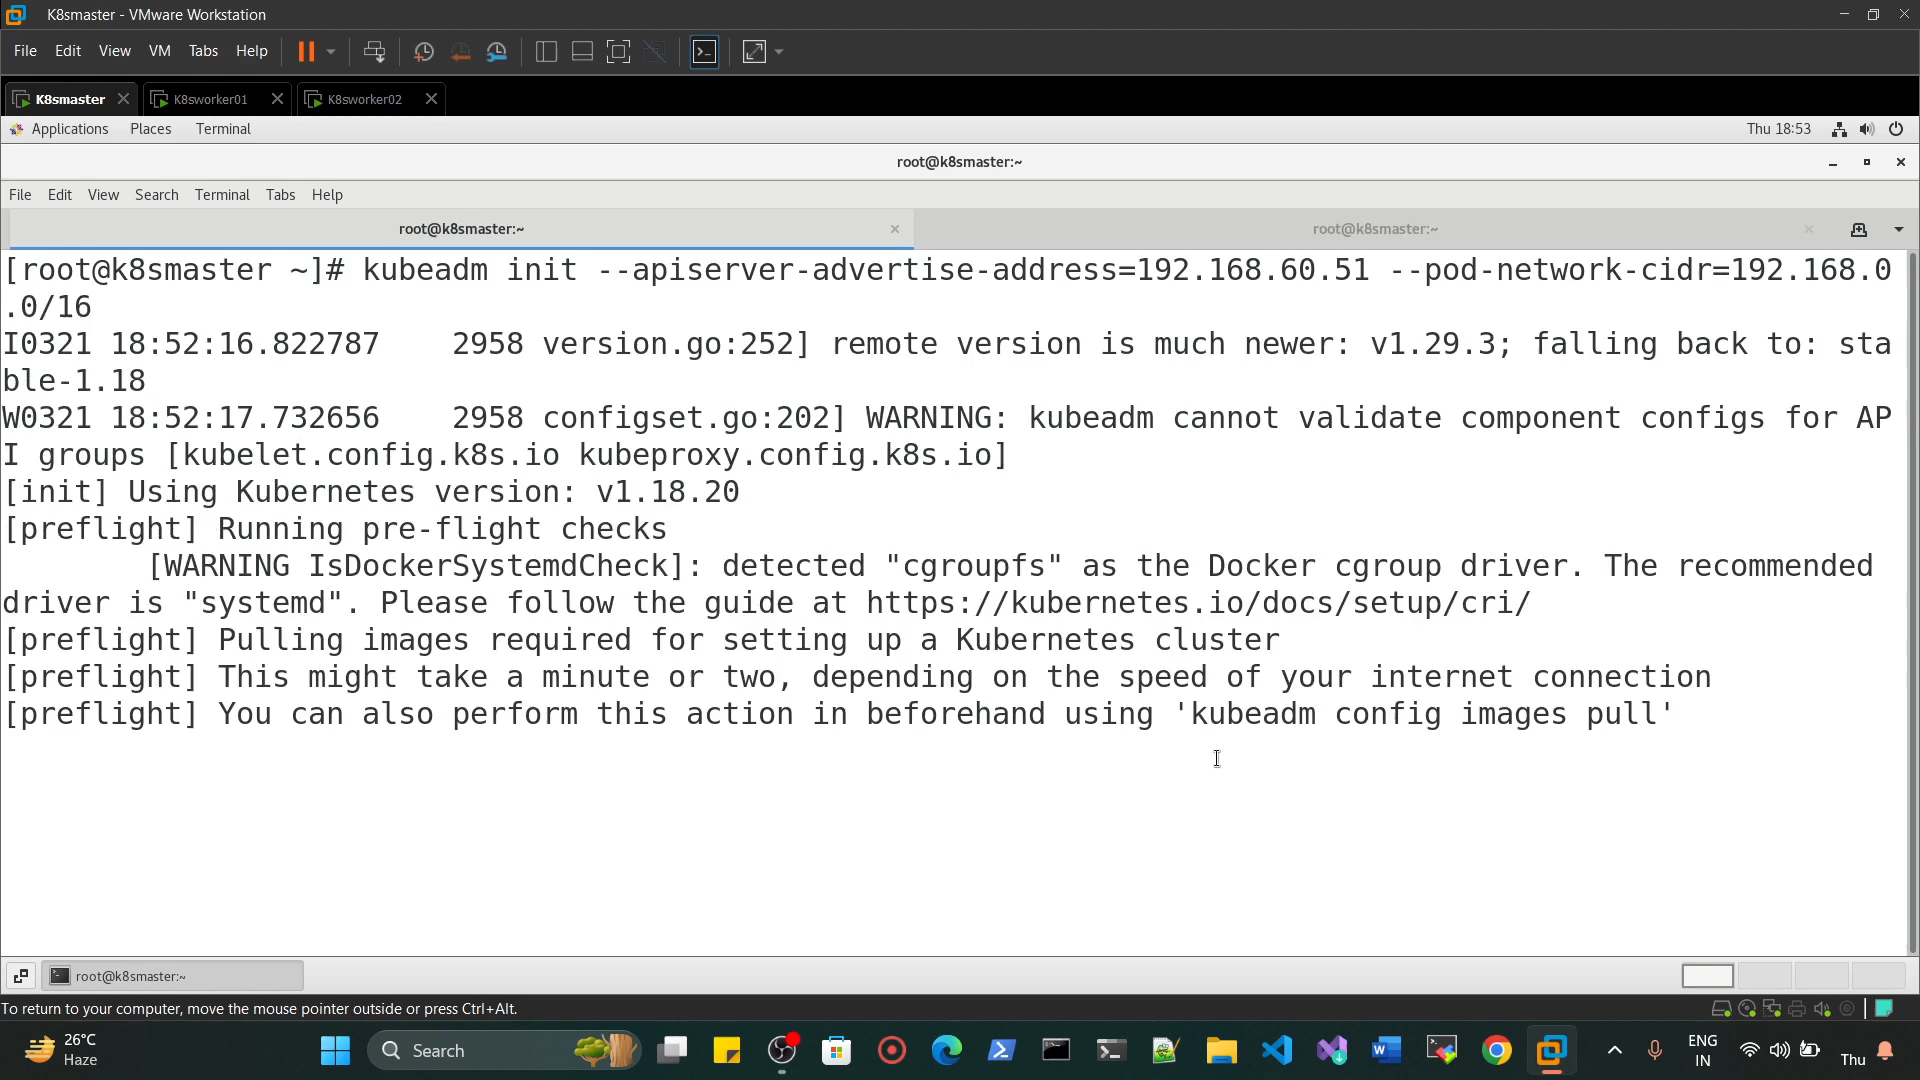 K8smaster - VMware Workstation
File Edit View VM Tabs Help
K8smaster K8sworker01 K8sworker02
Applications Places Terminal Thu 18:53
root@k8smaster:~
File Edit View Search Terminal Tabs Help
root@k8smaster:~ root@k8smaster:~
[root@k8smaster ~]# kubeadm init --apiserver-advertise-address=192.168.60.51 --pod-network-cidr=192.168.0
.0/16
I0321 18:52:16.822787    2958 version.go:252] remote version is much newer: v1.29.3; falling back to: sta
ble-1.18
W0321 18:52:17.732656    2958 configset.go:202] WARNING: kubeadm cannot validate component configs for AP
I groups [kubelet.config.k8s.io kubeproxy.config.k8s.io]
[init] Using Kubernetes version: v1.18.20
[preflight] Running pre-flight checks
        [WARNING IsDockerSystemdCheck]: detected "cgroupfs" as the Docker cgroup driver. The recommended
driver is "systemd". Please follow the guide at https://kubernetes.io/docs/setup/cri/
[preflight] Pulling images required for setting up a Kubernetes cluster
[preflight] This might take a minute or two, depending on the speed of your internet connection
[preflight] You can also perform this action in beforehand using 'kubeadm config images pull'
root@k8smaster:~
To return to your computer, move the mouse pointer outside or press Ctrl+Alt.
26°C
Haze
Search
ENG
IN
Thu